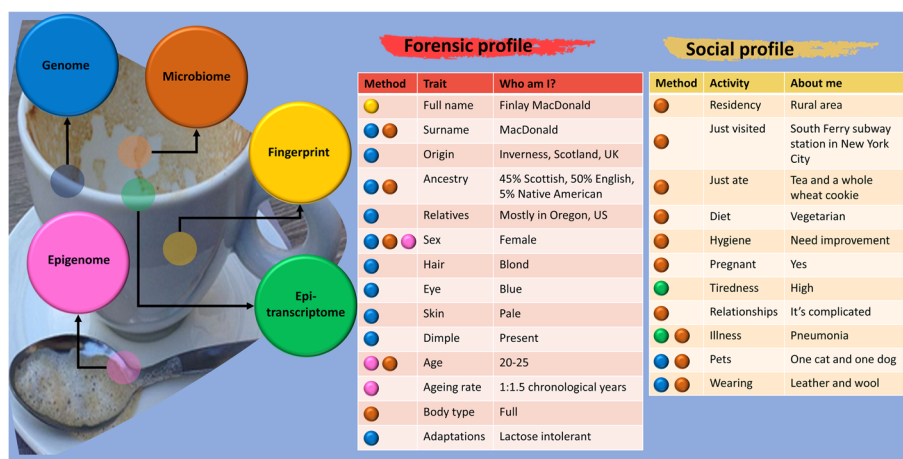 Genome
Microbiome
Fingerprint
Epigenome
Epi-
transcriptome
Forensic profile
Method Trait Who am I?
Full name Finlay MacDonald
Surname MacDonald
Origin Inverness, Scotland, UK
Ancestry 45% Scottish, 50% English,
5% Native American
Relatives Mostly in Oregon, US
Sex Female
Hair Blond
Eye Blue
Skin Pale
Dimple Present
Age 20-25
Ageing rate 1:1.5 chronological years
Body type Full
Adaptations Lactose intolerant
Social profile
Method Activity About me
Residency Rural area
Just visited South Ferry subway
station in New York
City
Just ate Tea and a whole
wheat cookie
Diet Vegetarian
Hygiene Need improvement
Pregnant Yes
Tiredness High
Relationships It's complicated
Illness Pneumonia
Pets One cat and one dog
Wearing Leather and wool